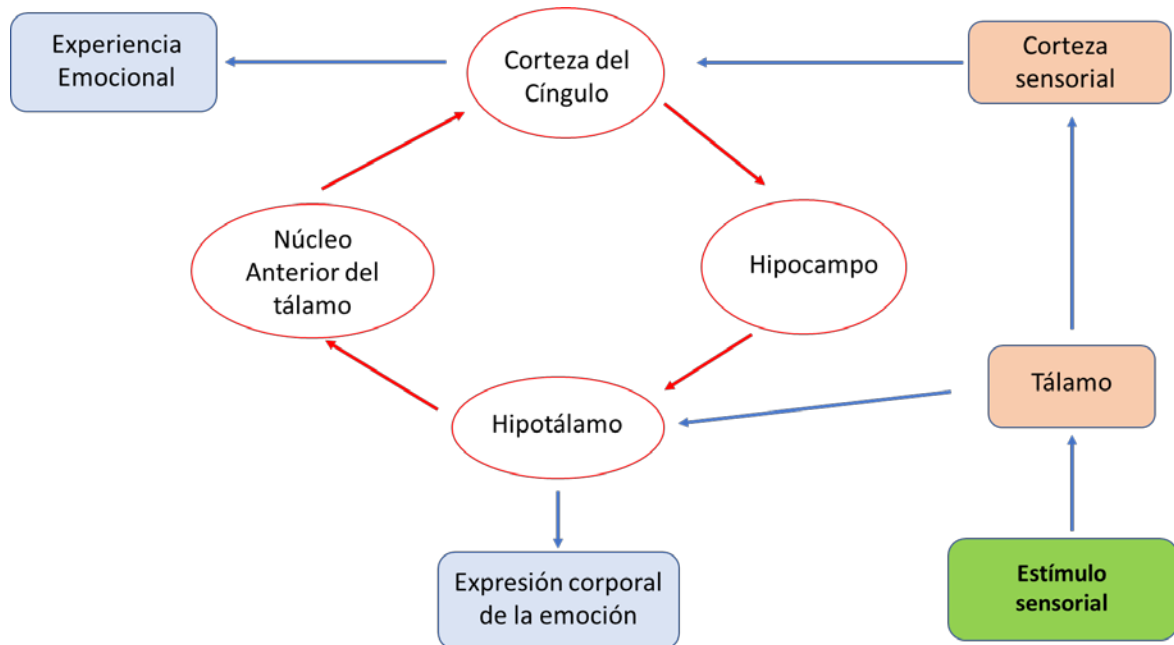 Experiencia
Emocional
Corteza del
Cíngulo
Corteza
sensorial
Núcleo
Anterior del
tálamo
Hipocampo
Tálamo
Hipotálamo
Expresión corporal
de la emoción
Estímulo
sensorial